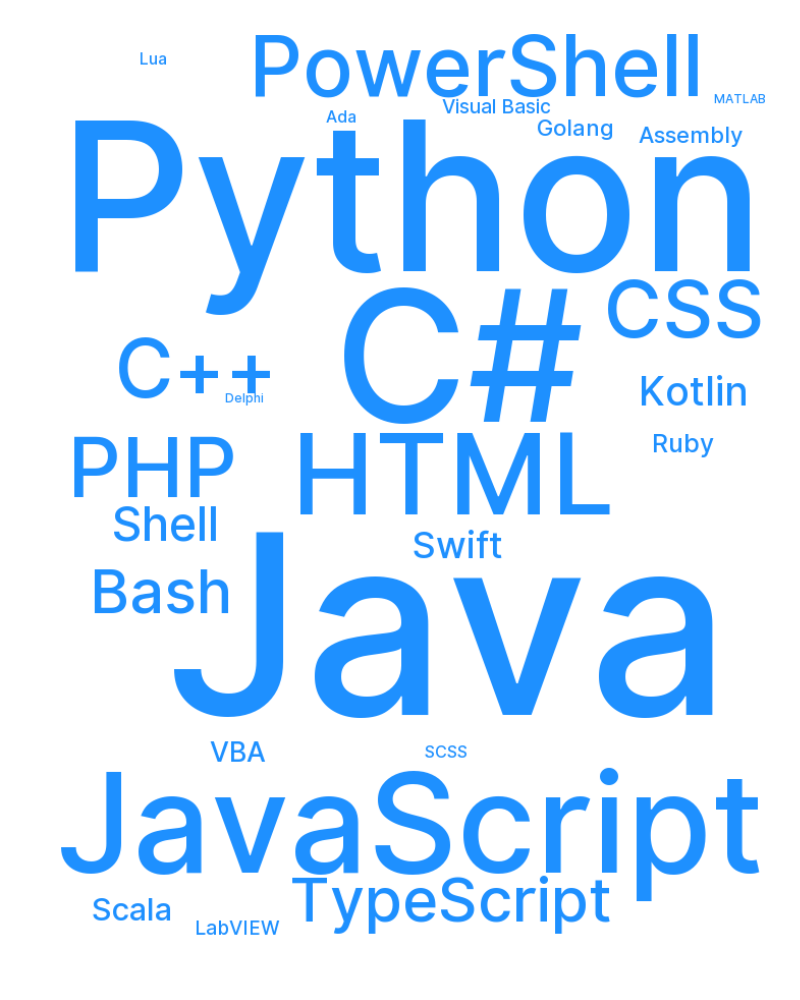 PowerShell
Lua
MATLAB
Visual Basic
Ada
Golang
Assembly
Python
C#
CSS
C++
Delphi
Kotlin
Ruby
PHP
HTML
Shell
Swift
Bash
Java
VBA
SCSS
JavaScript
TypeScript
Scala
LabVIEW